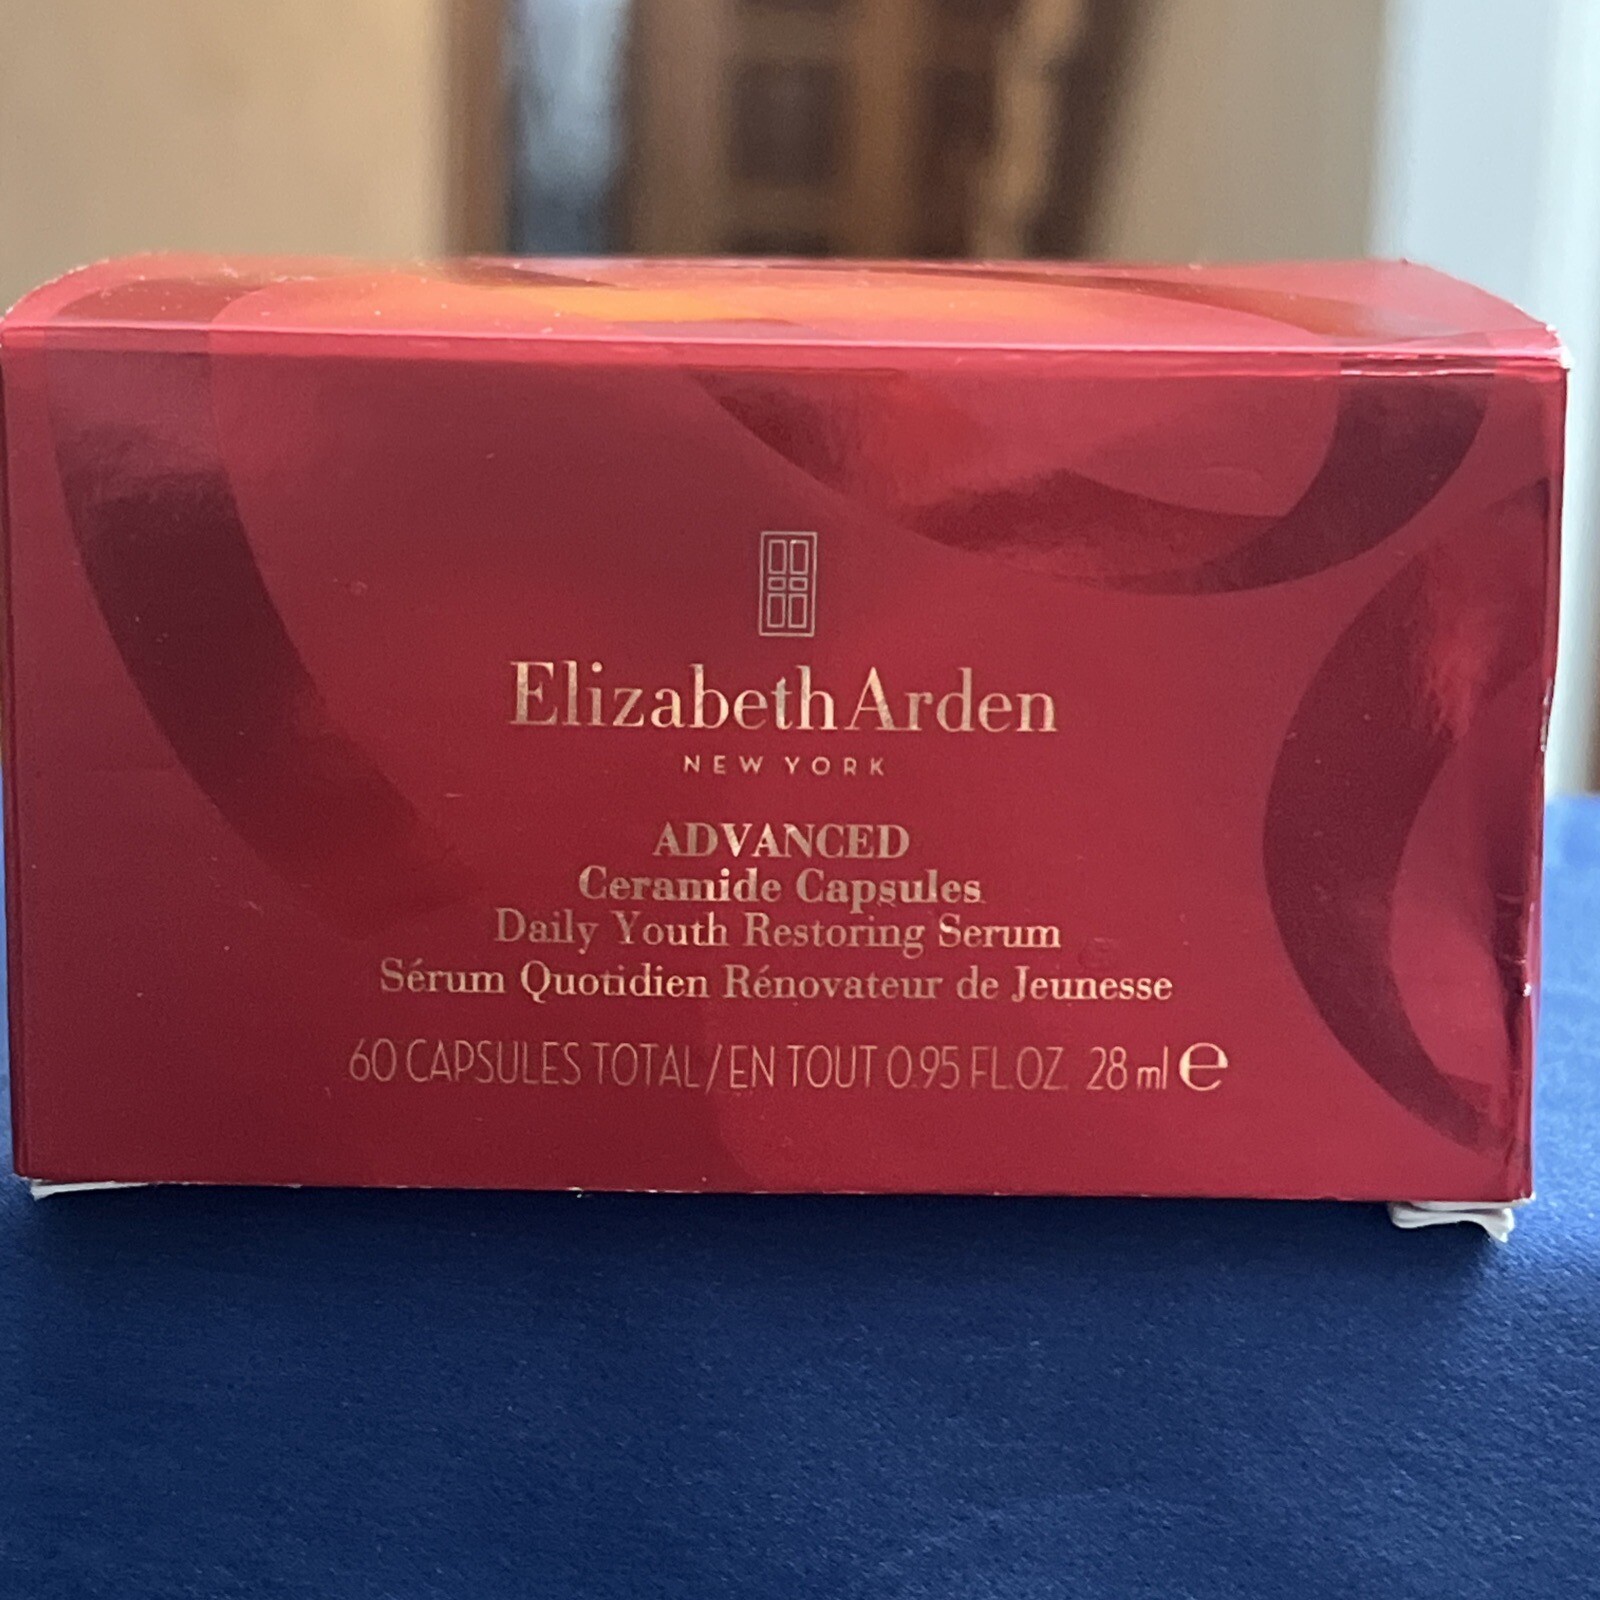 Elizabeth Arden
NEW YORK
ADVANCED
Ceramide Capsules
Daily Youth Restoring Serum
Sérum Quotidien Rénovateur de Jeunesse
60 CAPSULES TOTAL/EN TOUT 0.95 FL.OZ. 28 ml ℮